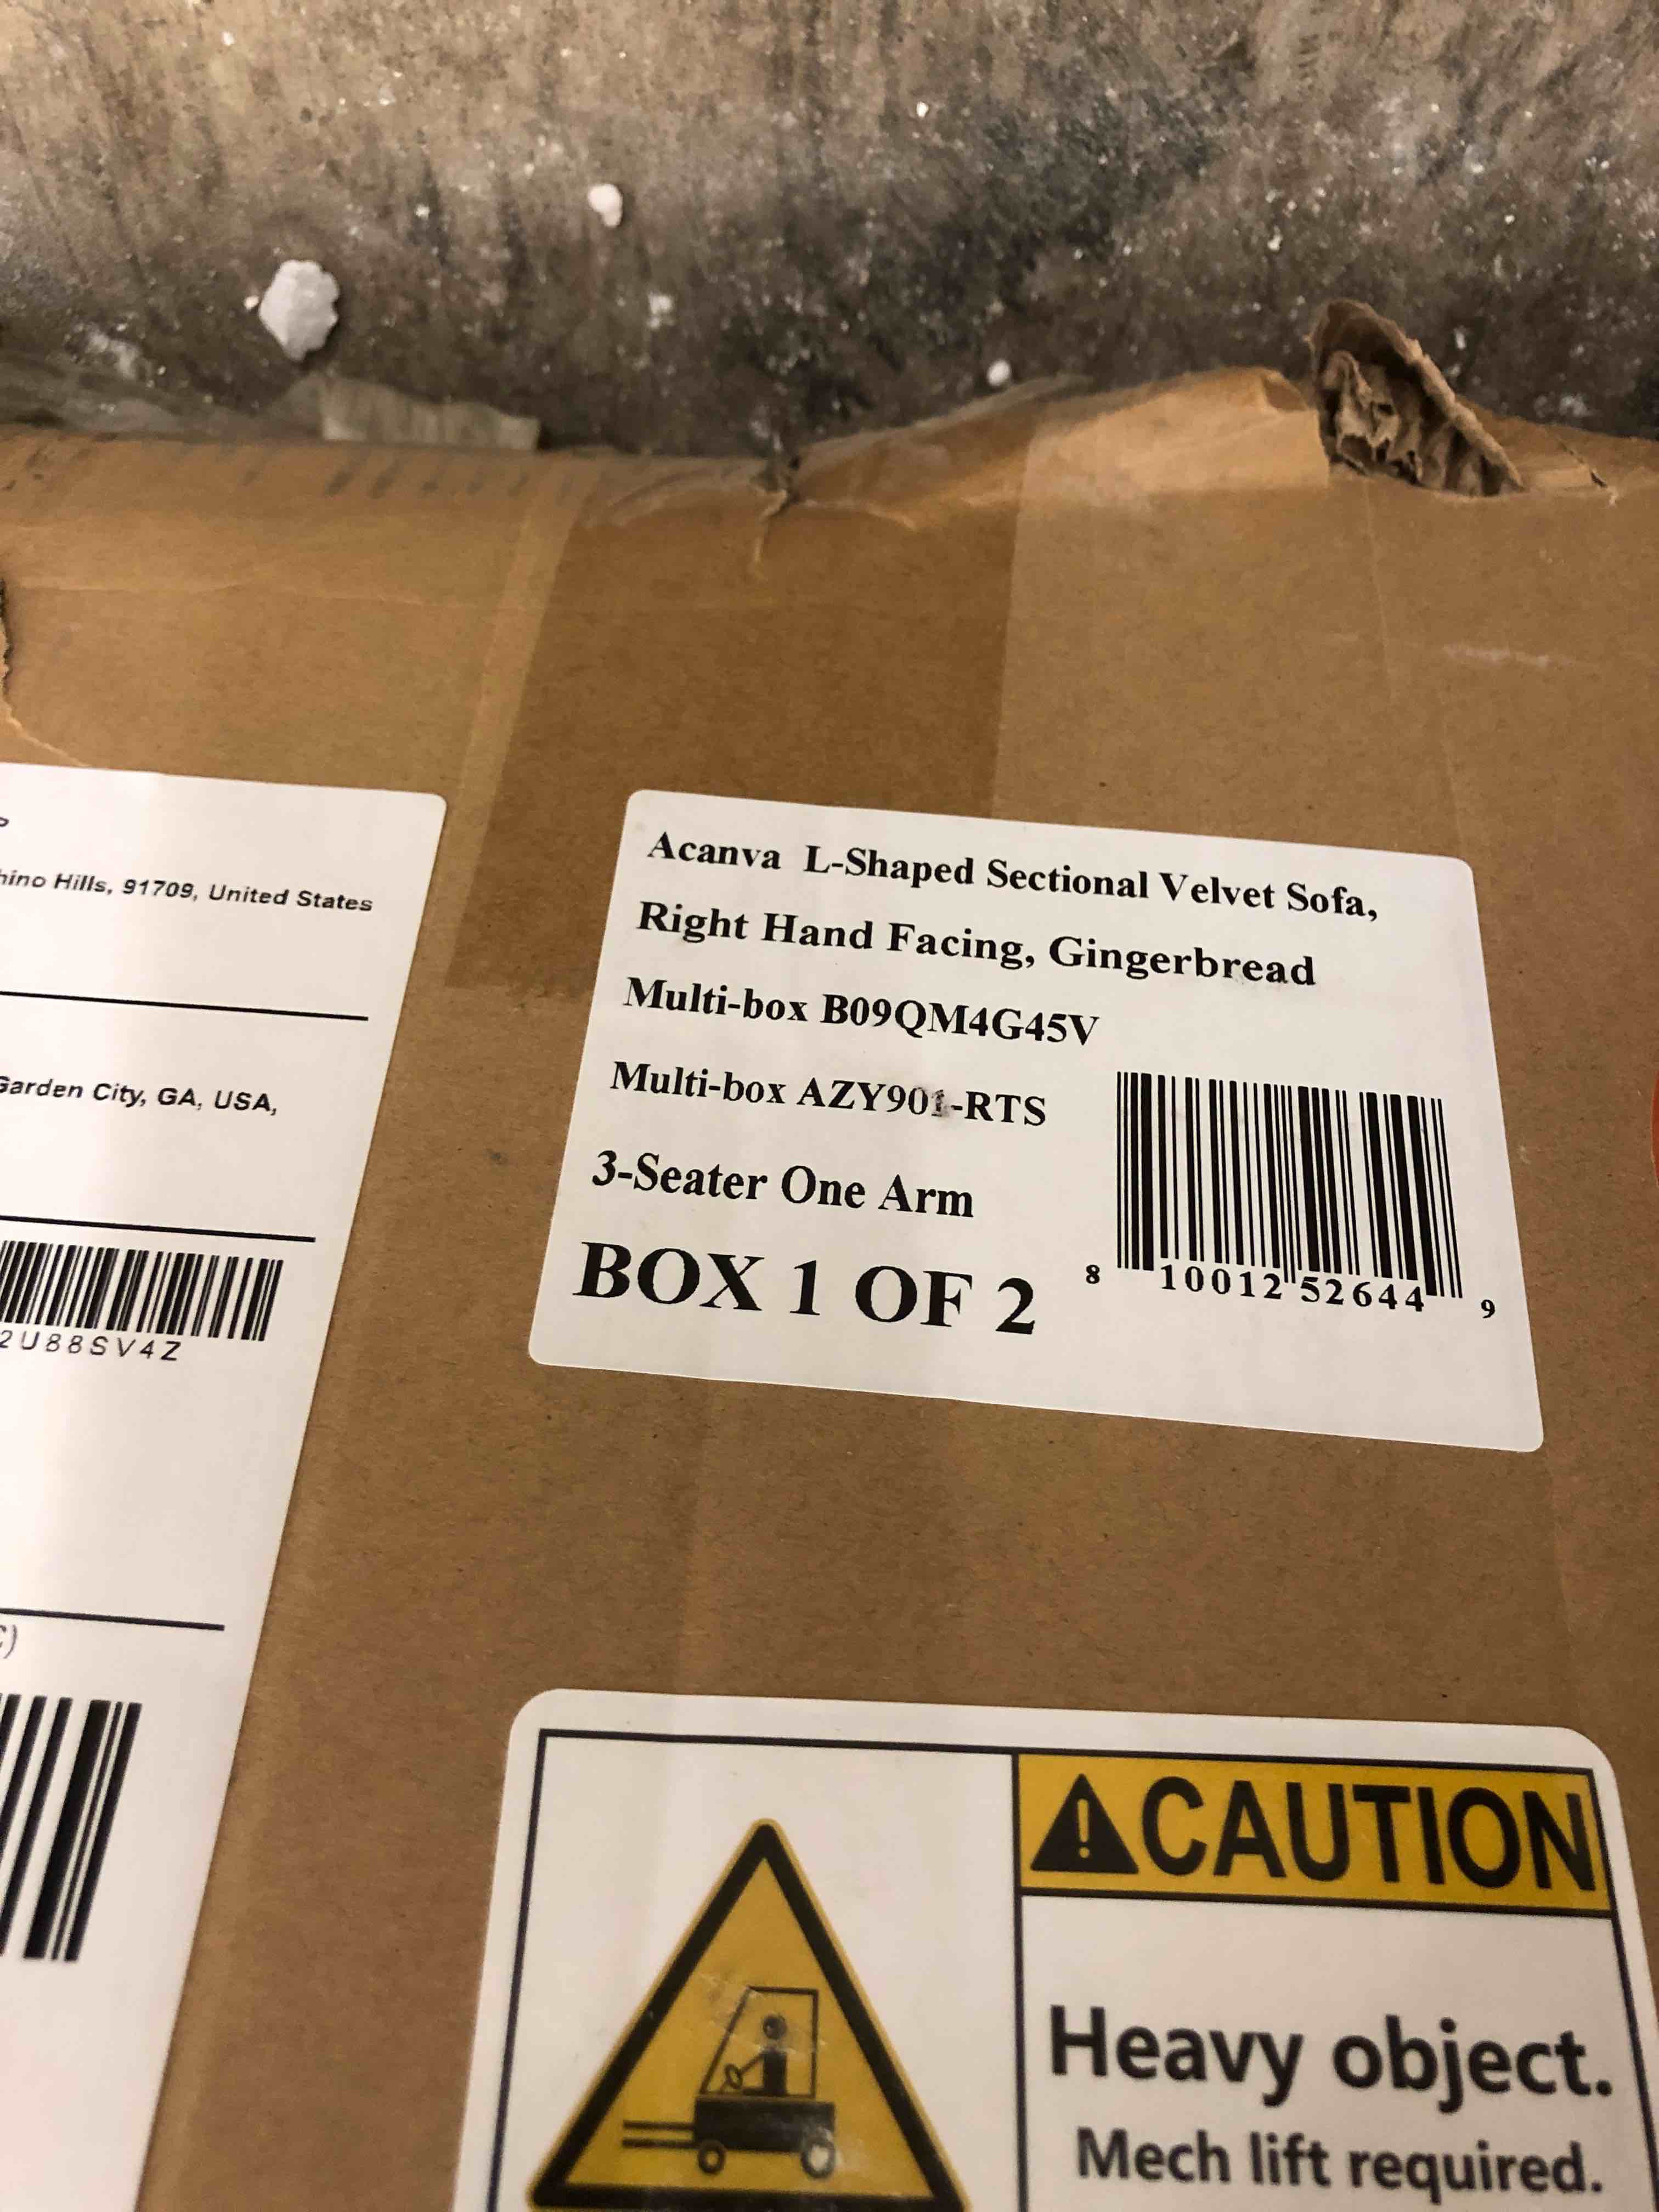 Hills, 91709, United States
City, GA, USA,
2U88SV4Z
Acanva L-Shaped Sectional Velvet Sofa,
Right Hand Facing, Gingerbread
Multi-box B09QM4G45V
Multi-box AZY901-RTS
3-Seater One Arm
BOX 1 OF 2
8 10012 52644 9
CAUTION
Heavy object.
Mech lift required.